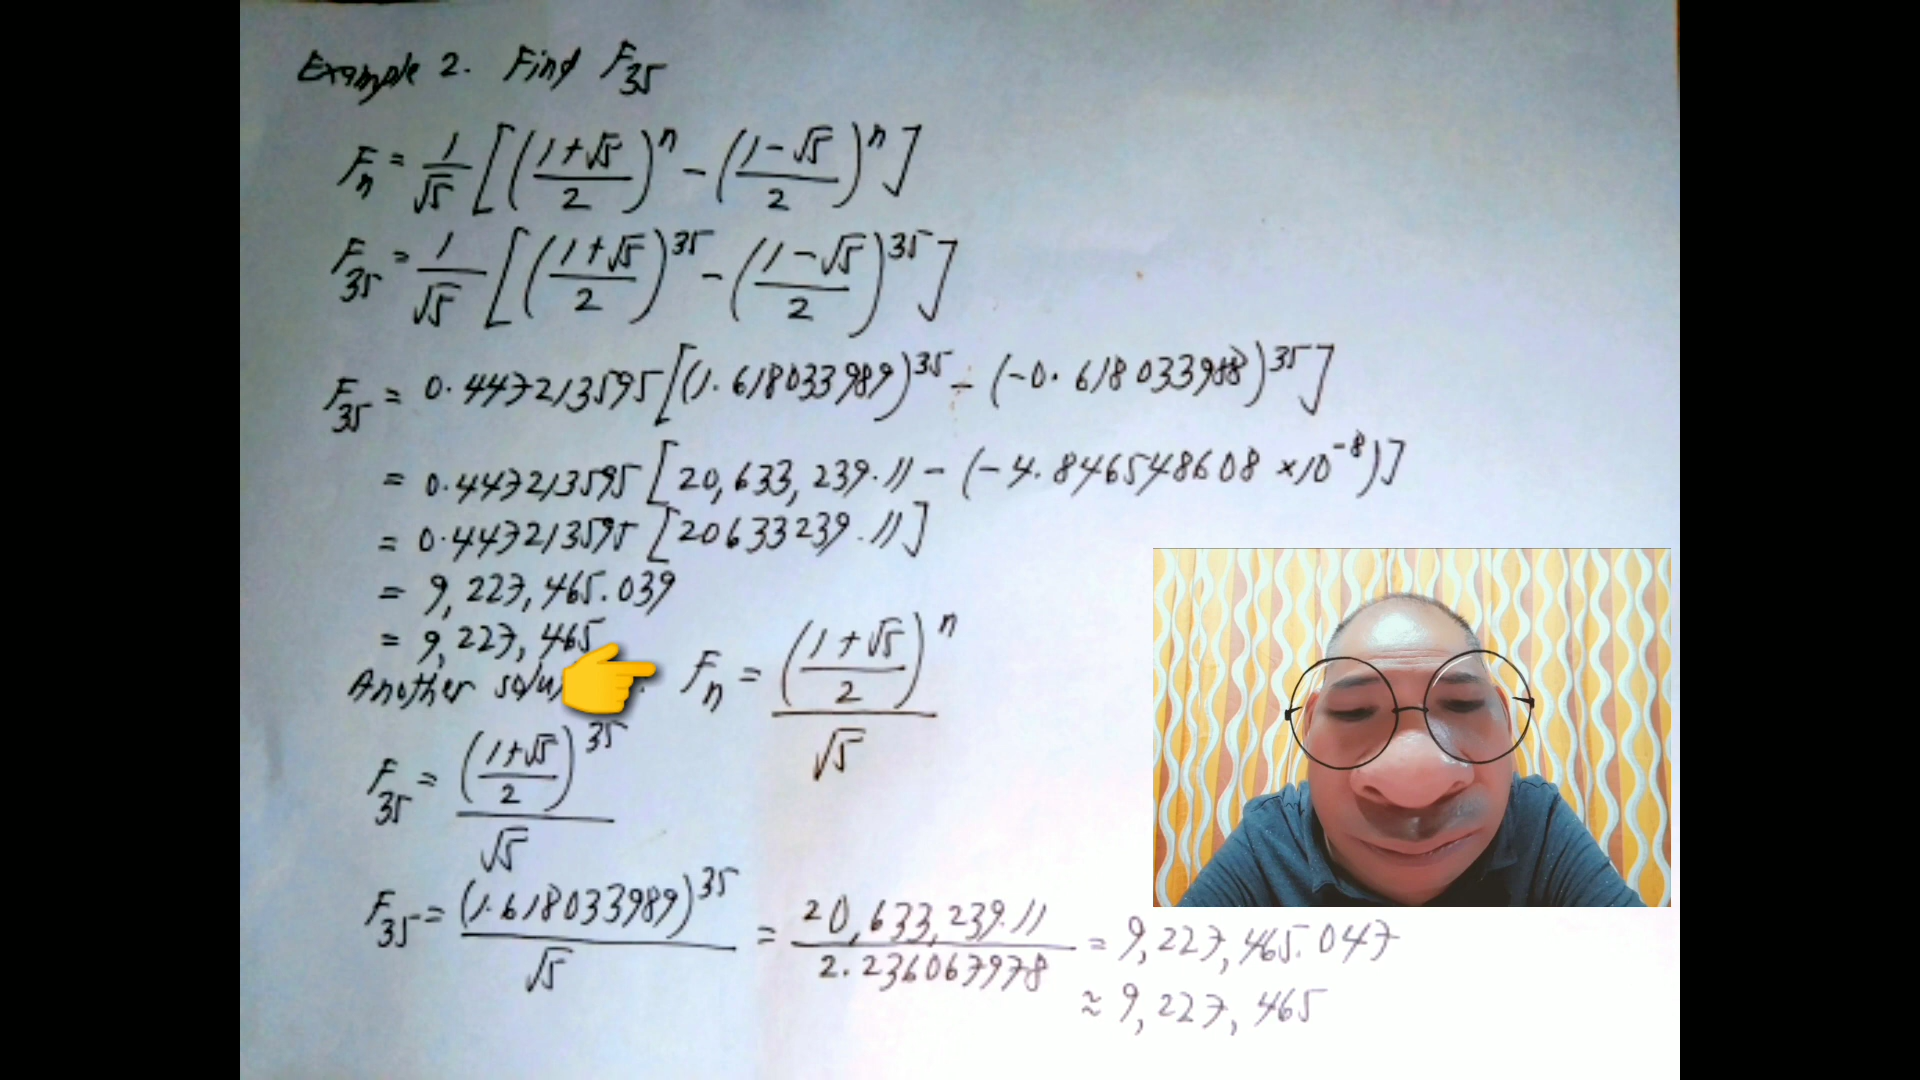 Example 2. Find F₃₅
Fₙ = 1/√5 [((1+√5)/2)ⁿ - ((1-√5)/2)ⁿ]
F₃₅ = 1/√5 [((1+√5)/2)³⁵ - ((1-√5)/2)³⁵]
F₃₅ = 0.447213595[(1.618033989)³⁵ - (-0.618033988)³⁵]
= 0.447213595 [20,633,239.11 - (-4.846548608 ×10⁻⁸)]
= 0.447213595 [20633239.11]
= 9,227,465.039
= 9,227,465
Another Fₙ = ((1+√5)/2)ⁿ / √5
F₃₅ = ((1+√5)/2)³⁵ / √5
F₃₅ = (1.618033989)³⁵ / √5 = 20,633,239.11 / 2.236067978 = 9,227,465.047
≈ 9,227,465